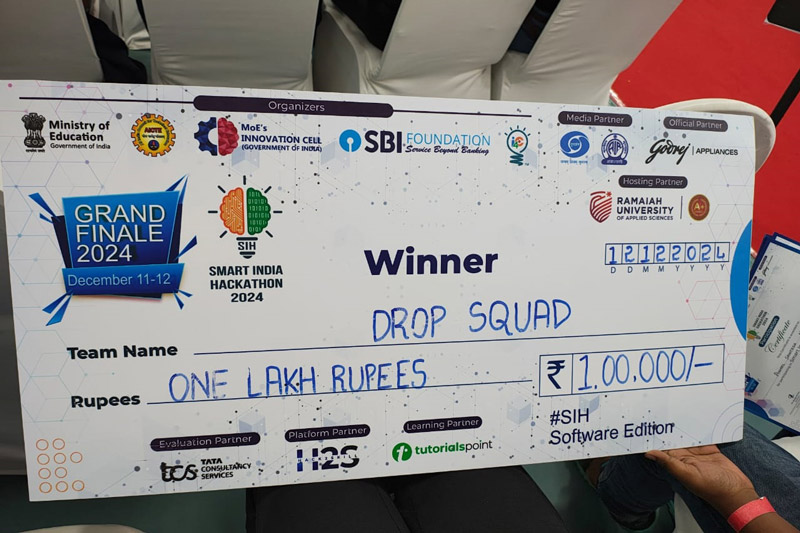 Organizers
Media Partner
Official Partner
Ministry of
Education
Government of India
AICTE
MoE's
INNOVATION CELL
(GOVERNMENT OF INDIA)
SBI FOUNDATION
Service Beyond Banking
Godrej | APPLIANCES
Hosting Partner
RAMAIAH
UNIVERSITY
OF APPLIED SCIENCES
A+
GRAND
FINALE
2024
December 11-12
SIH
SMART INDIA
HACKATHON
2024
Winner
12122024
D D M M Y Y Y Y
Team Name DROP SQUAD
Rupees ONE LAKH RUPEES ₹ 1,00,000/-
#SIH
Software Edition
Evaluation Partner
tcs TATA
CONSULTANCY
SERVICES
Platform Partner
H2S
Learning Partner
tutorialspoint
Certificate